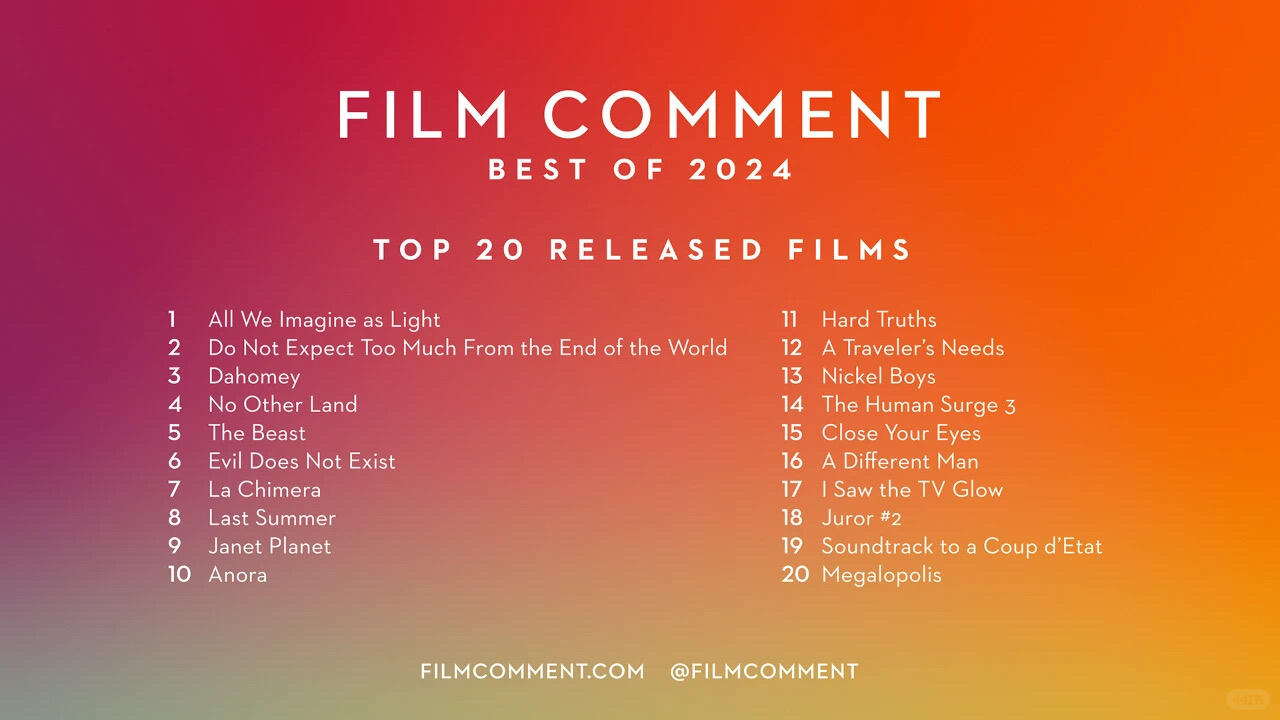 FILM COMMENT
BEST OF 2024
TOP 20 RELEASED FILMS
1 All We Imagine as Light
2 Do Not Expect Too Much From the End of the World
3 Dahomey
4 No Other Land
5 The Beast
6 Evil Does Not Exist
7 La Chimera
8 Last Summer
9 Janet Planet
10 Anora
11 Hard Truths
12 A Traveler's Needs
13 Nickel Boys
14 The Human Surge 3
15 Close Your Eyes
16 A Different Man
17 I Saw the TV Glow
18 Juror #2
19 Soundtrack to a Coup d'Etat
20 Megalopolis
FILMCOMMENT.COM @FILMCOMMENT